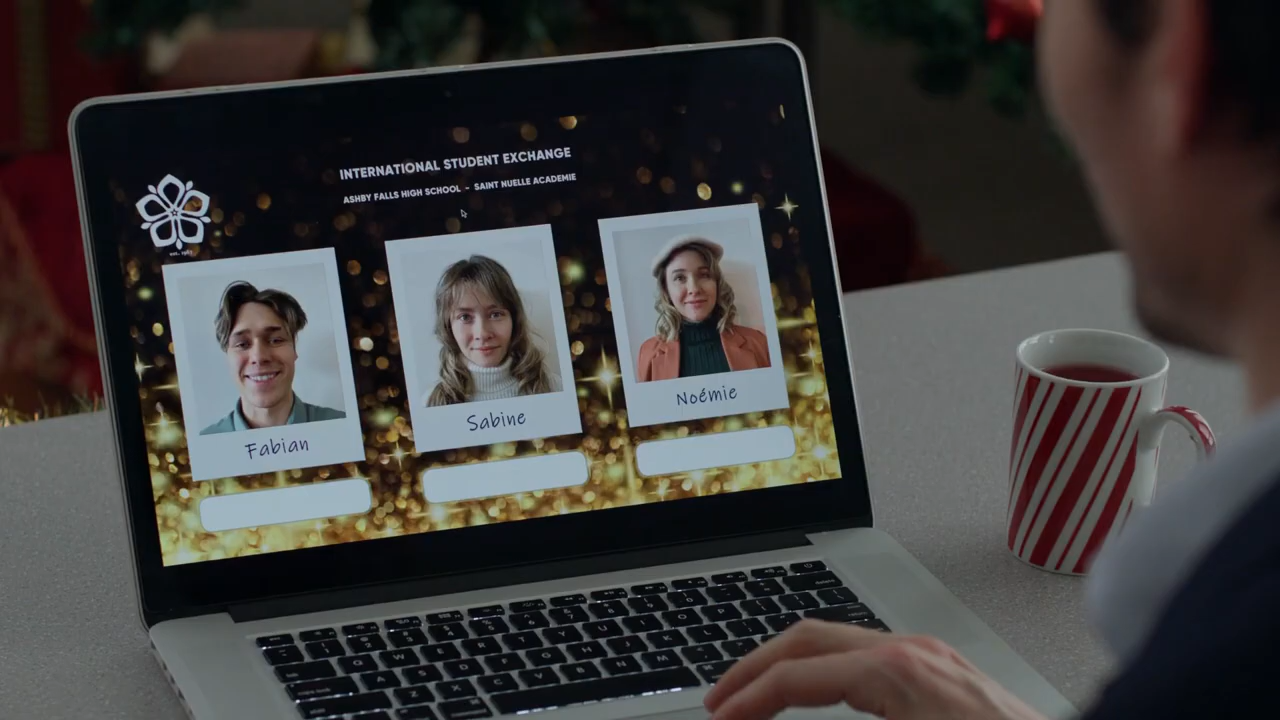 INTERNATIONAL STUDENT EXCHANGE
ASHBY FALLS HIGH SCHOOL - SAINT NUELLE ACADEMIE
Fabian
Sabine
Noémie